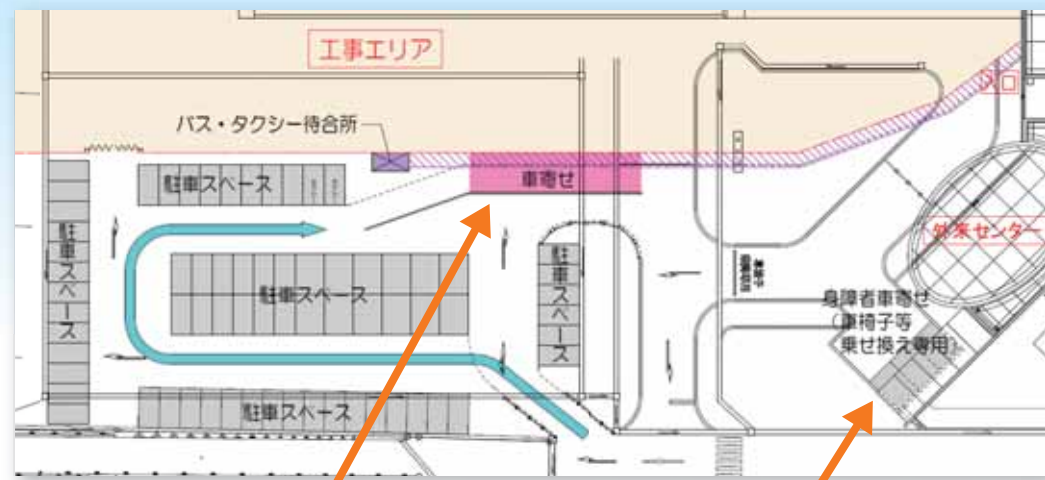 工事エリア
バス・タクシー待合所
駐車スペース
車寄せ
駐車スペース
駐車スペース
駐車スペース
外来センター
身障者車寄せ
（車椅子等
乗せ換え専用）
駐車スペース